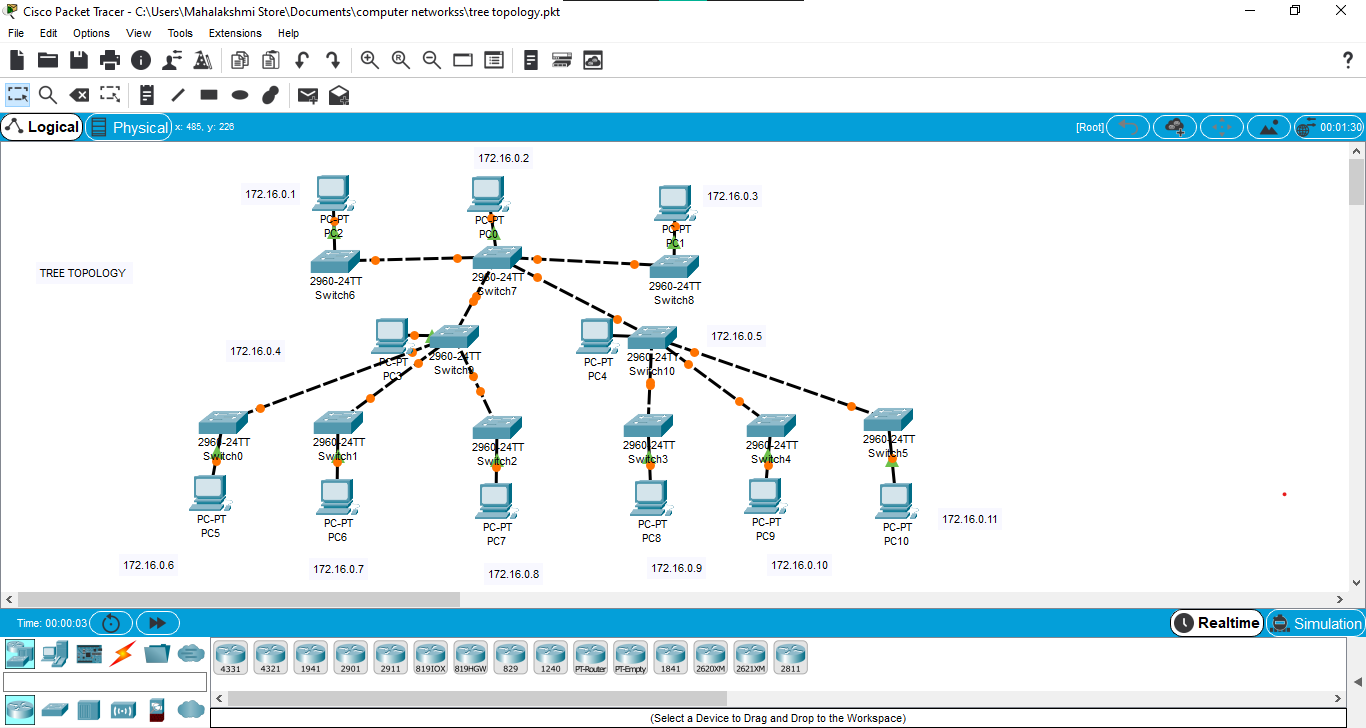 Cisco Packet Tracer - C:\Users\Mahalakshmi Store\Documents\computer networkss\tree topology.pkt
File Edit Options View Tools Extensions Help
Logical Physical x: 485, y: 226 [Root] 00:01:30
172.16.0.2
172.16.0.1
172.16.0.3
PC-PT
PC2
PC-PT
PC0
PC-PT
PC1
TREE TOPOLOGY
2960-24TT
Switch6
2960-24TT
Switch7
2960-24TT
Switch8
172.16.0.4
172.16.0.5
PC-PT
PC3
2960-24TT
Switch9
PC-PT
PC4
2960-24TT
Switch10
2960-24TT
Switch0
2960-24TT
Switch1
2960-24TT
Switch2
2960-24TT
Switch3
2960-24TT
Switch4
2960-24TT
Switch5
PC-PT
PC5
PC-PT
PC6
PC-PT
PC7
PC-PT
PC8
PC-PT
PC9
PC-PT
PC10
172.16.0.11
172.16.0.6
172.16.0.7
172.16.0.8
172.16.0.9
172.16.0.10
Time: 00:00:03 Realtime Simulation
4331 4321 1941 2901 2911 819IOX 819HGW 829 1240 PT-Router PT-Empty 1841 2620XM 2621XM 2811
(Select a Device to Drag and Drop to the Workspace)